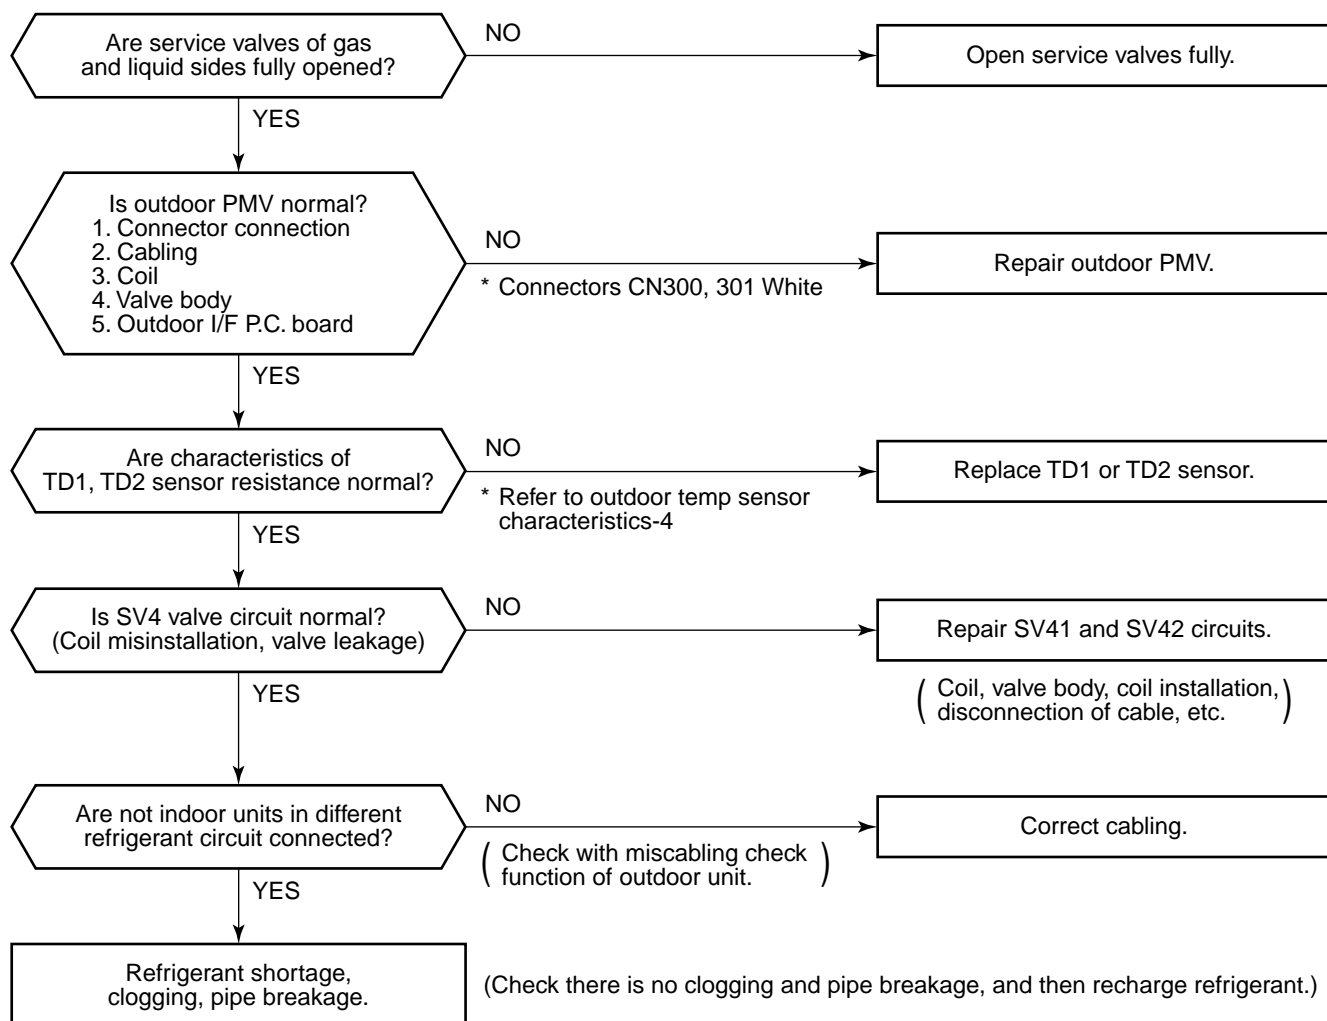 Are service valves of gas
and liquid sides fully opened?
NO
Open service valves fully.
YES
Is outdoor PMV normal?
1. Connector connection
2. Cabling
3. Coil
4. Valve body
5. Outdoor I/F P.C. board
NO
* Connectors CN300, 301 White
Repair outdoor PMV.
YES
Are characteristics of
TD1, TD2 sensor resistance normal?
NO
* Refer to outdoor temp sensor
characteristics-4
Replace TD1 or TD2 sensor.
YES
Is SV4 valve circuit normal?
(Coil misinstallation, valve leakage)
NO
Repair SV41 and SV42 circuits.
(Coil, valve body, coil installation,
disconnection of cable, etc.)
YES
Are not indoor units in different
refrigerant circuit connected?
NO
(Check with miscabling check
function of outdoor unit.)
Correct cabling.
YES
Refrigerant shortage,
clogging, pipe breakage.
(Check there is no clogging and pipe breakage, and then recharge refrigerant.)